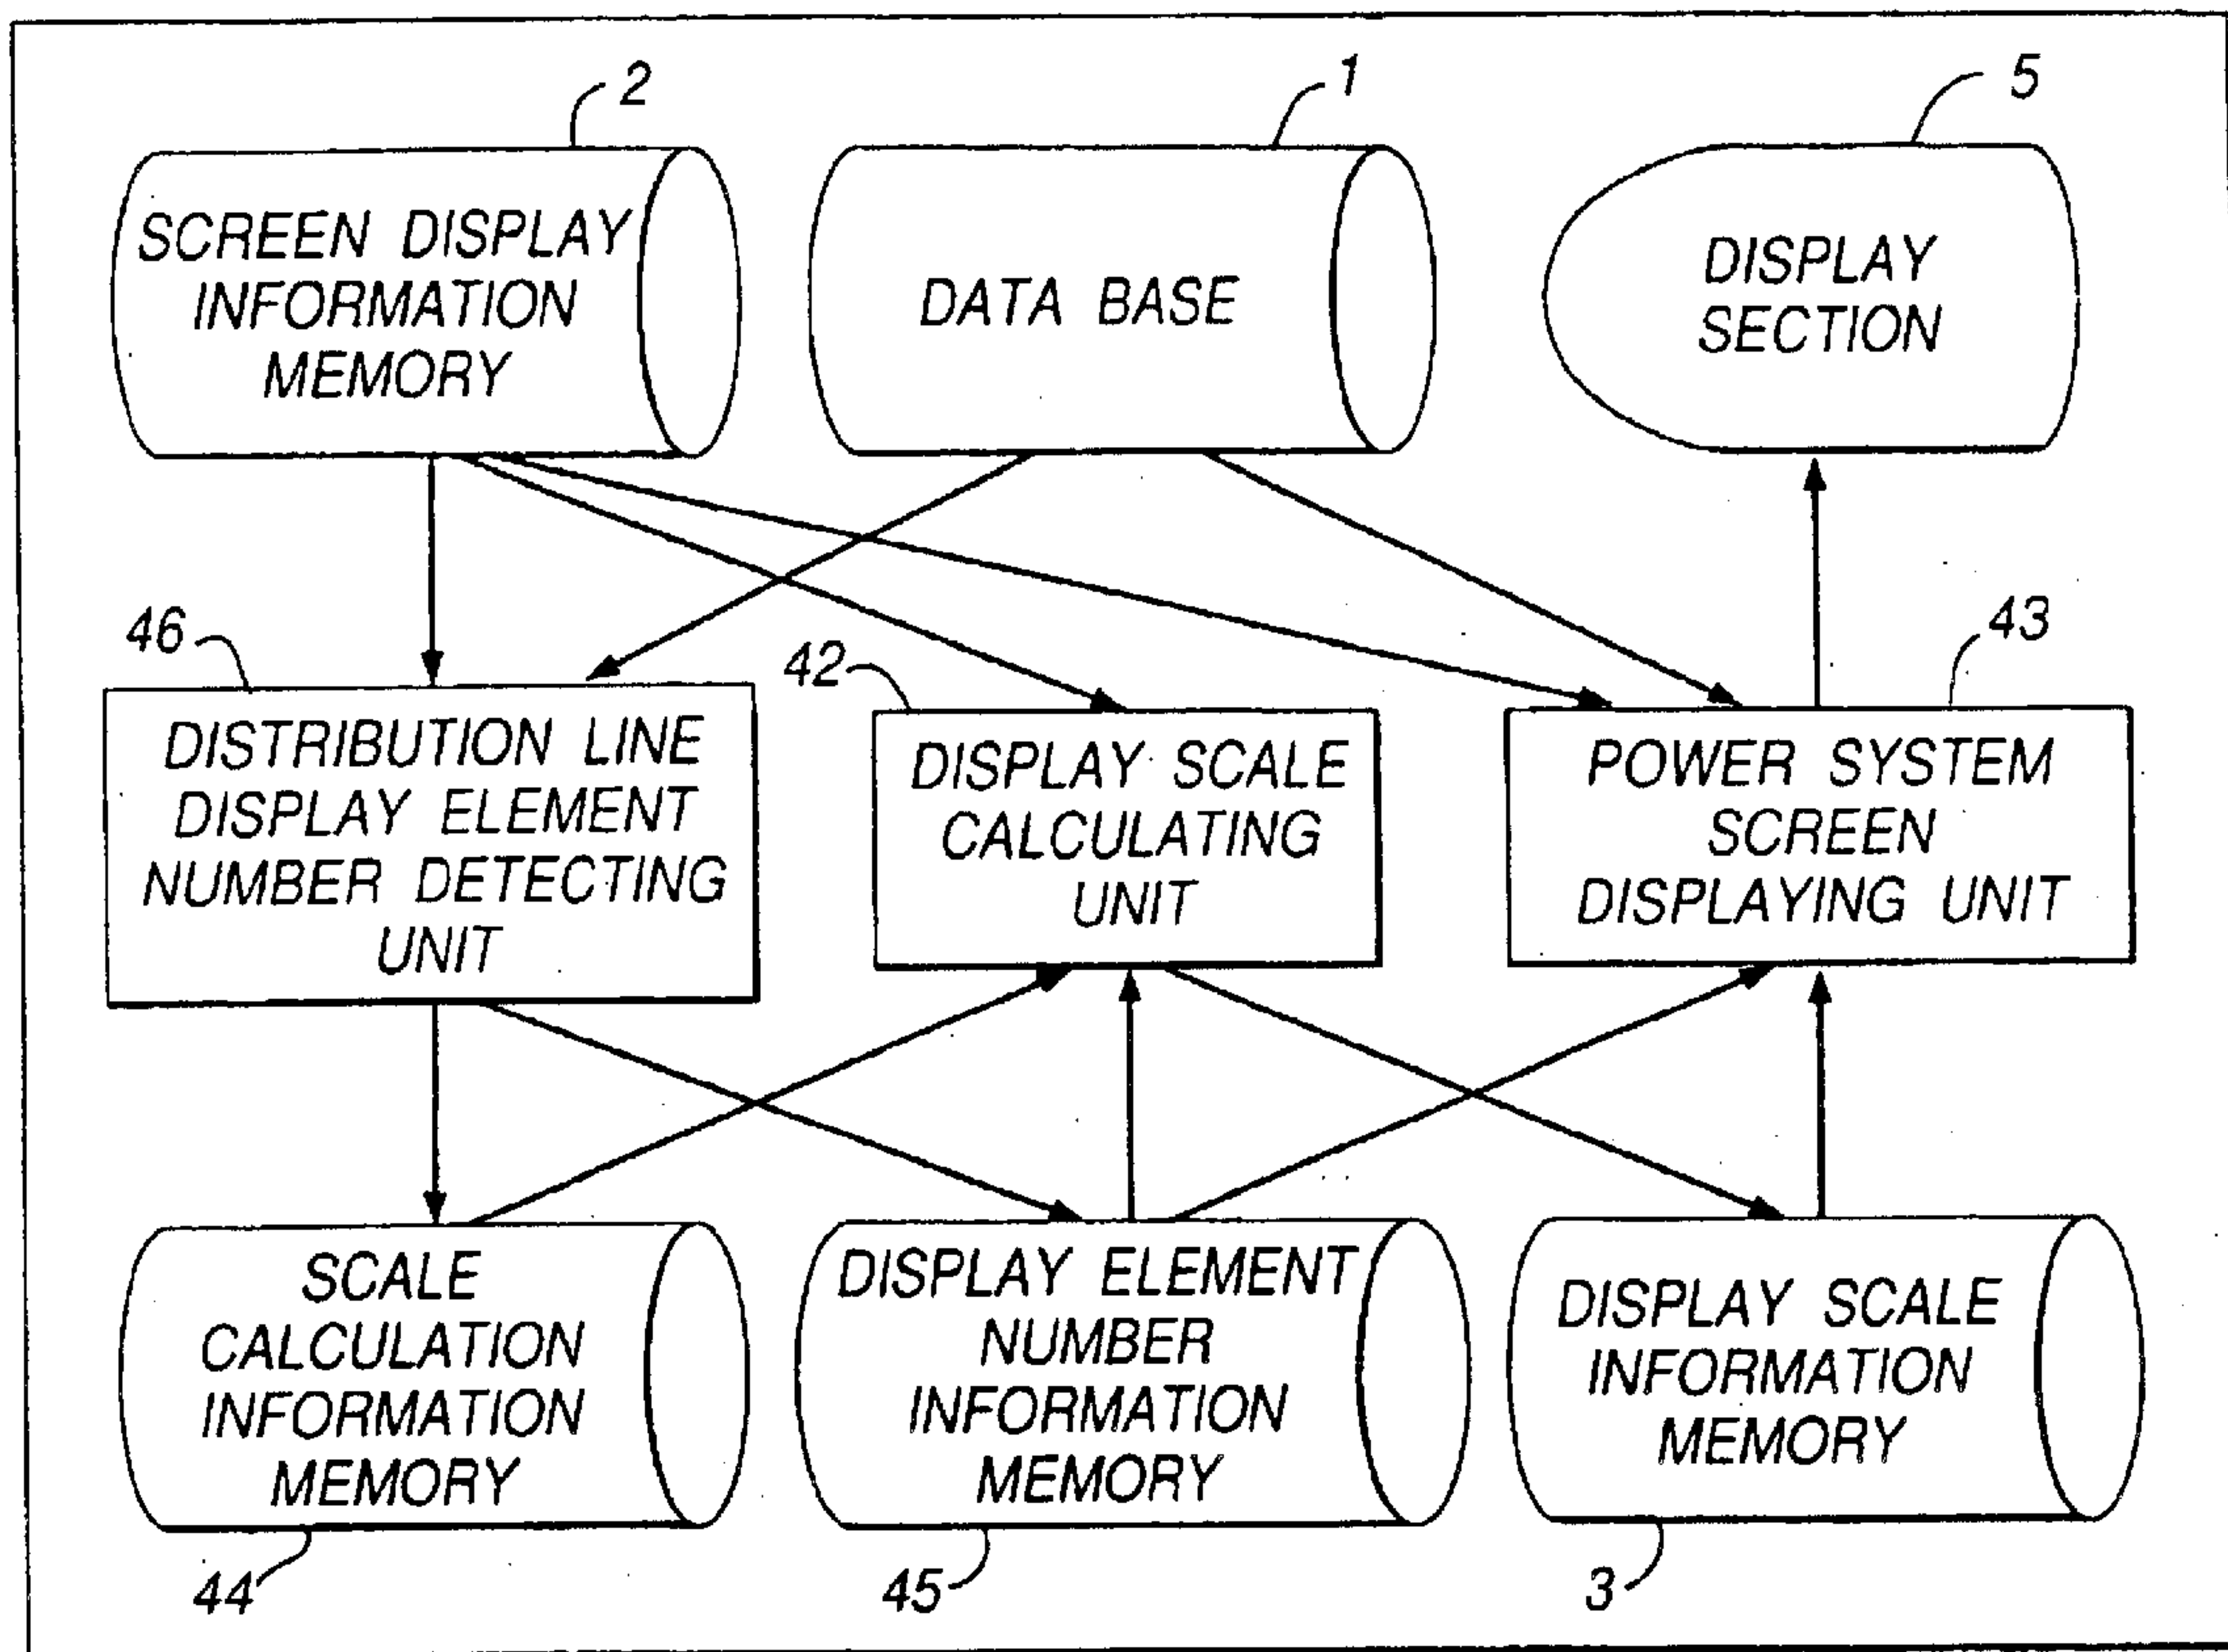 2
1
5
SCREEN DISPLAY
INFORMATION
MEMORY
DATA BASE
DISPLAY
SECTION
46
42
43
DISTRIBUTION LINE
DISPLAY ELEMENT
NUMBER DETECTING
UNIT
DISPLAY SCALE
CALCULATING
UNIT
POWER SYSTEM
SCREEN
DISPLAYING UNIT
SCALE
CALCULATION
INFORMATION
MEMORY
DISPLAY ELEMENT
NUMBER
INFORMATION
MEMORY
DISPLAY SCALE
INFORMATION
MEMORY
44
45
3